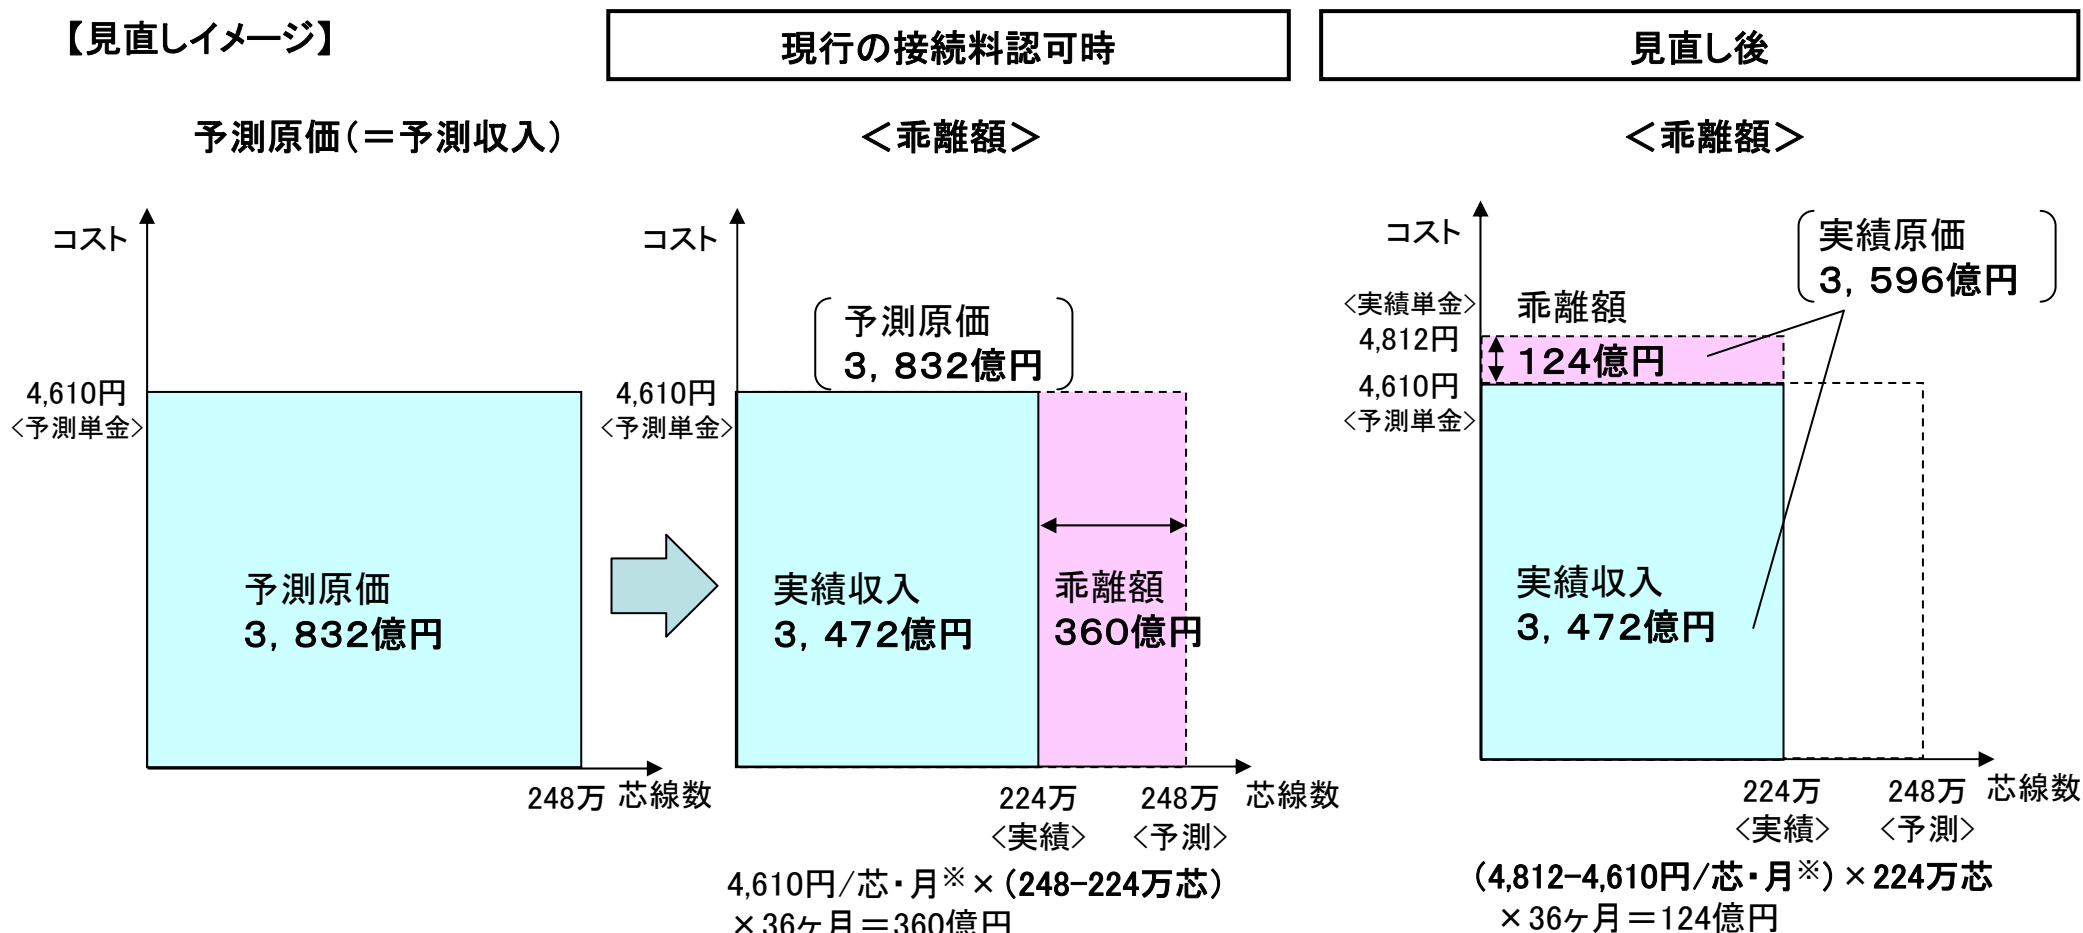 【見直しイメージ】
現行の接続料認可時
見直し後
予測原価(＝予測収入)
＜乖離額＞
＜乖離額＞
コスト
4,610円
<予測単金>
予測原価
3，832億円
248万
芯線数
コスト
予測原価
3，832億円
4,610円
<予測単金>
実績収入
3，472億円
乖離額
360億円
224万
<実績>
248万
<予測>
芯線数
4,610円/芯・月※×(248-224万芯)
×36ヶ月＝360億円
コスト
実績原価
3，596億円
<実績単金>
4,812円
乖離額
124億円
4,610円
<予測単金>
実績収入
3，472億円
224万
<実績>
248万
<予測>
芯線数
(4,812-4,610円/芯・月※)×224万芯
×36ヶ月＝124億円